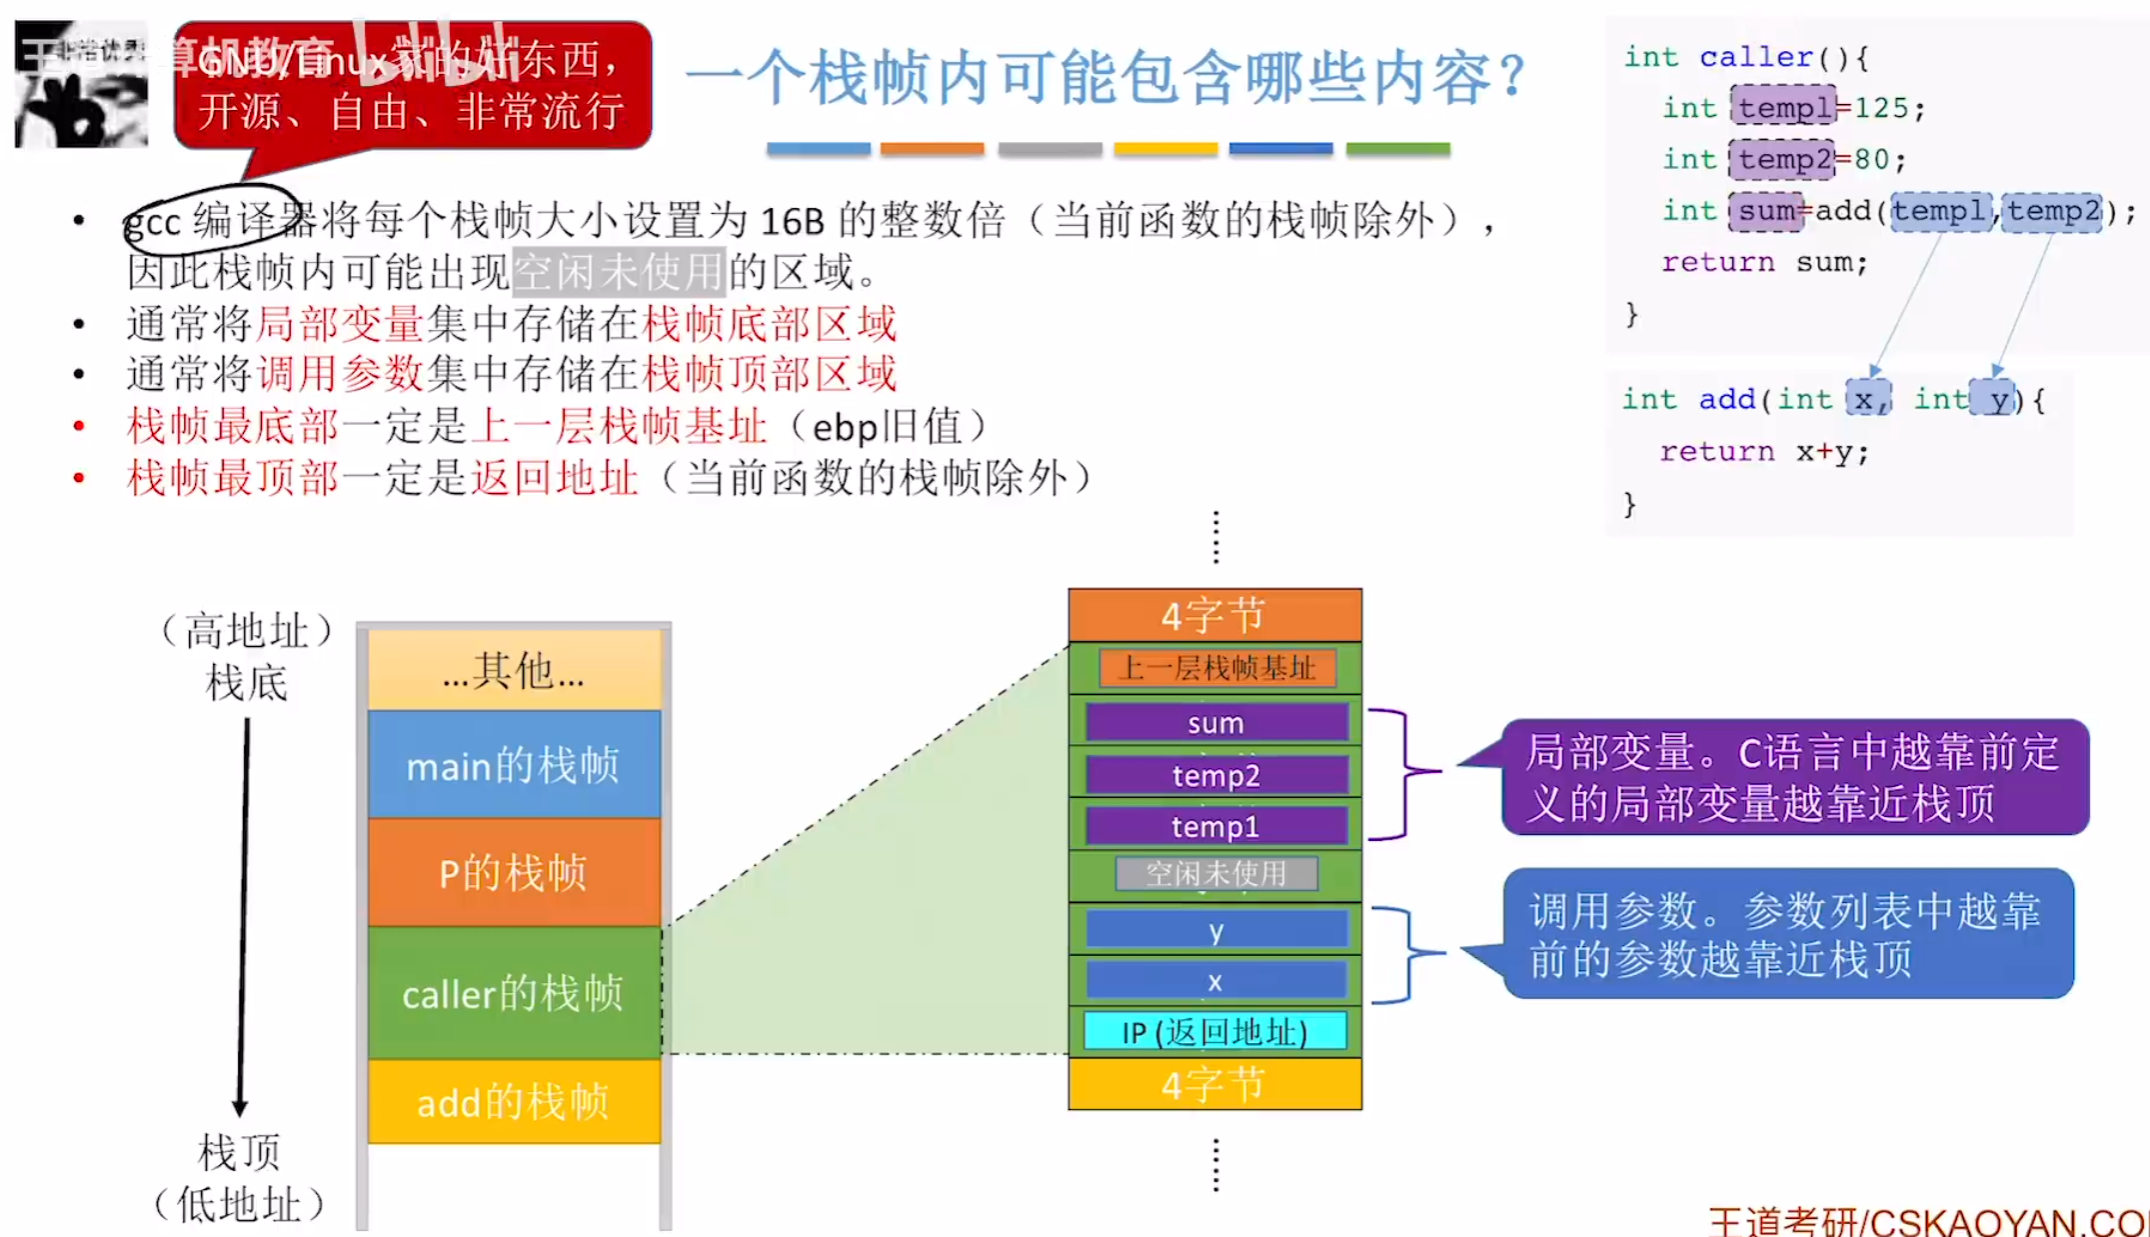 王道计算机教育
bilibili
非常优秀
GNU/Linux家的好东西，
开源、自由、非常流行
一个栈帧内可能包含哪些内容？
• gcc 编译器将每个栈帧大小设置为 16B 的整数倍（当前函数的栈帧除外），
因此栈帧内可能出现空闲未使用的区域。
• 通常将局部变量集中存储在栈帧底部区域
• 通常将调用参数集中存储在栈帧顶部区域
• 栈帧最底部一定是上一层栈帧基址（ebp旧值）
• 栈帧最顶部一定是返回地址（当前函数的栈帧除外）
int caller(){
int temp1=125;
int temp2=80;
int sum=add(temp1,temp2);
return sum;
}
int add(int x, int y){
return x+y;
}
（高地址）
栈底
栈顶
（低地址）
...其他...
main的栈帧
P的栈帧
caller的栈帧
add的栈帧
4字节
上一层栈帧基址
sum
temp2
temp1
空闲未使用
y
x
IP (返回地址)
4字节
局部变量。C语言中越靠前定
义的局部变量越靠近栈顶
调用参数。参数列表中越靠
前的参数越靠近栈顶
王道考研/CSKAOYAN.CO